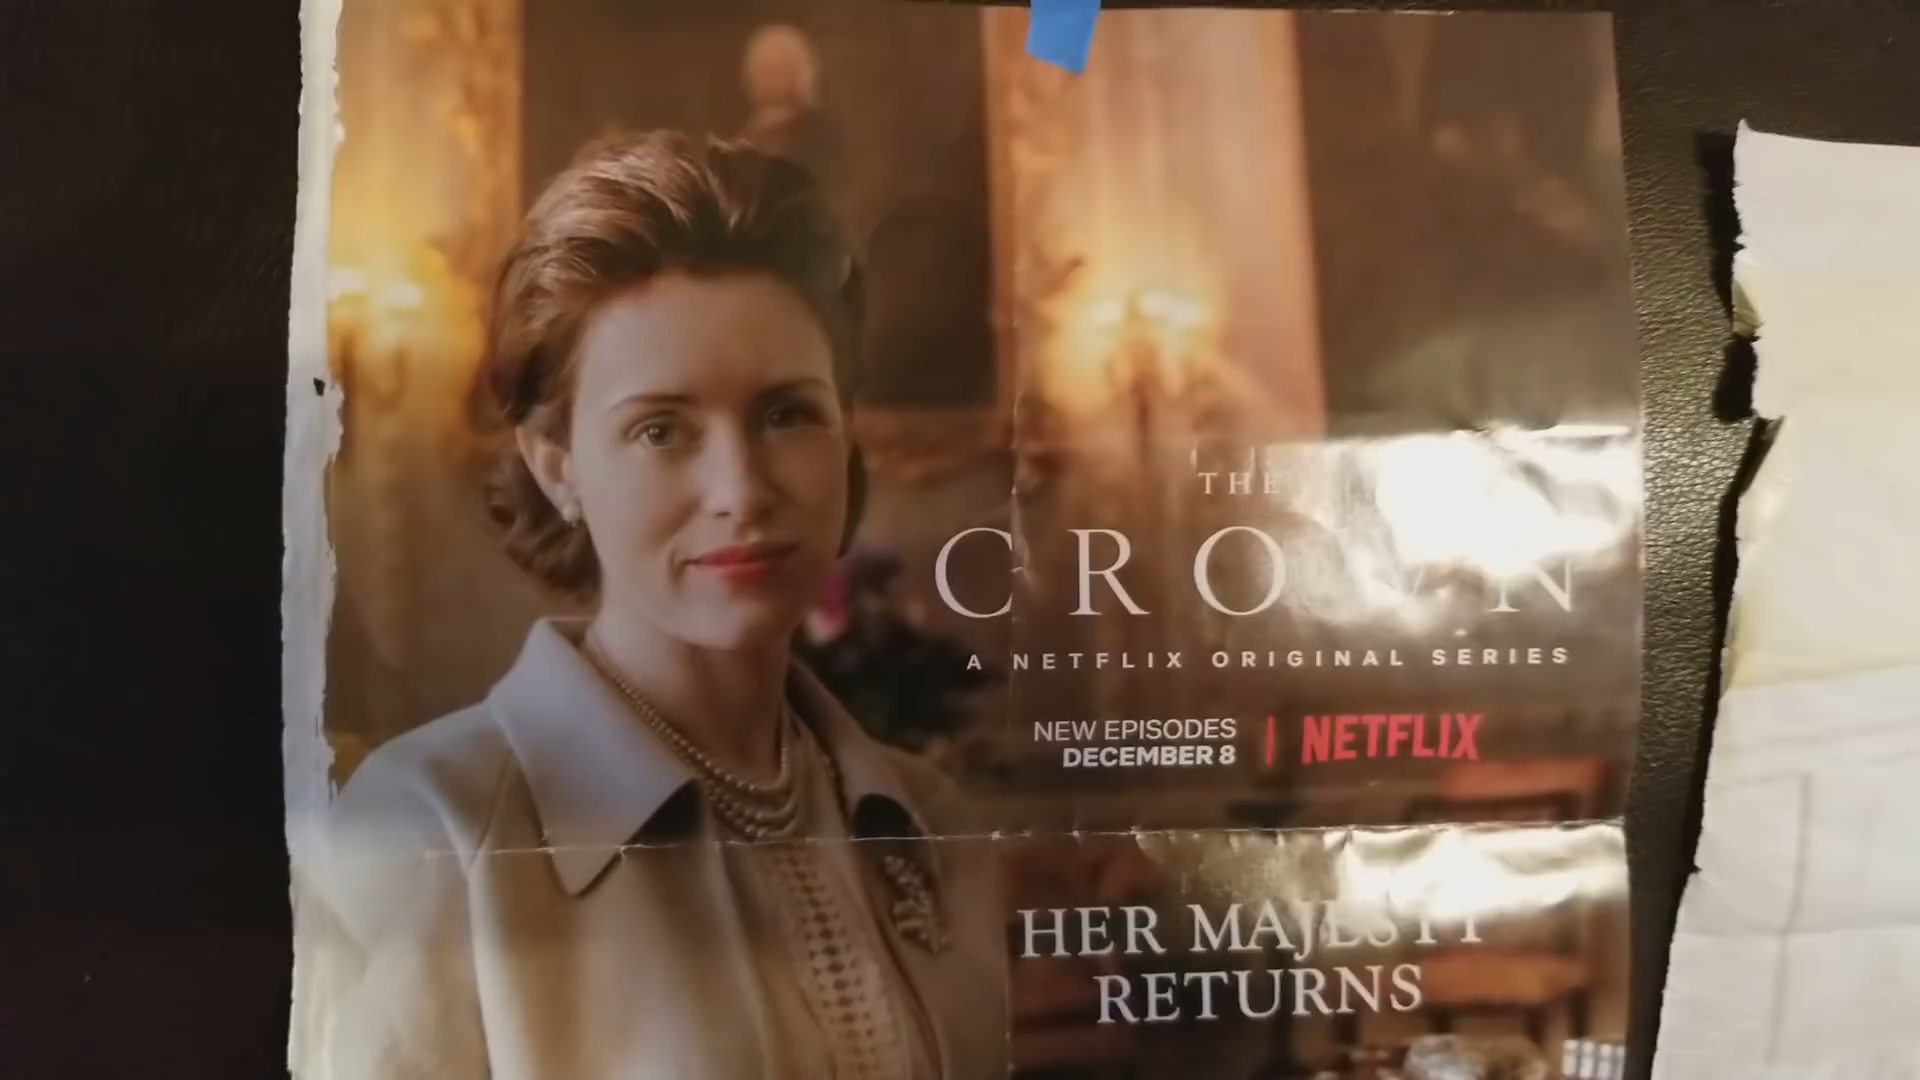 THE
CROWN
A NETFLIX ORIGINAL SERIES
NEW EPISODES
DECEMBER 8
NETFLIX
HER MAJESTY
RETURNS